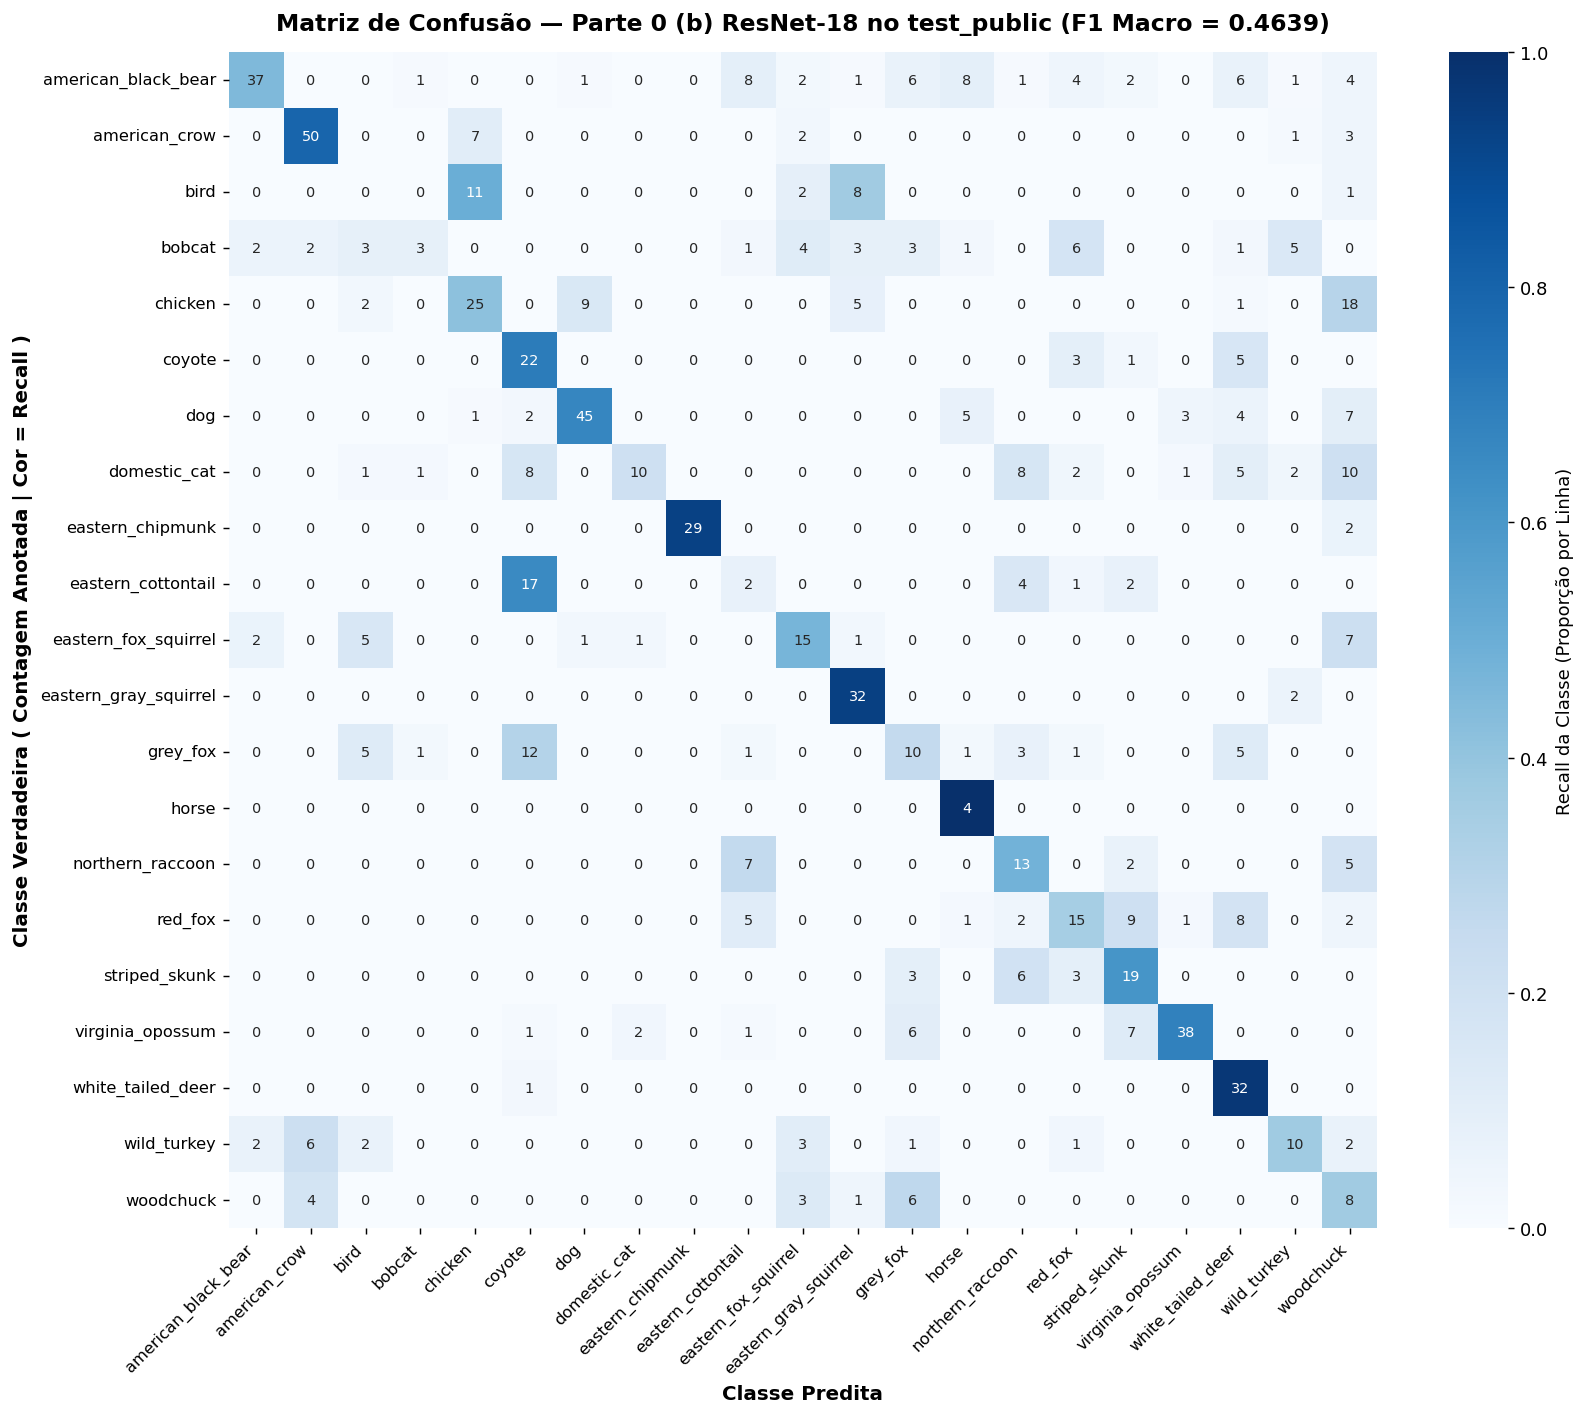 Matriz de Confusão — Parte 0 (b) ResNet-18 no test_public (F1 Macro = 0.4639)
Classe Verdadeira ( Contagem Anotada | Cor = Recall )
american_black_bear 37 0 0 1 0 1 0 0 8 2 1 6 8 1 4 2 0 6 1 4
american_crow 0 50 0 0 7 0 0 0 0 0 2 0 0 0 0 0 0 0 0 1 3
bird 0 0 0 0 11 0 0 0 0 0 2 8 0 0 0 0 0 0 0 0 1
bobcat 2 2 3 3 0 0 0 0 0 1 4 3 3 1 0 6 0 0 1 5 0
chicken 0 0 2 0 25 0 9 0 0 0 0 5 0 0 0 0 0 0 1 0 18
coyote 0 0 0 0 0 22 0 0 0 0 0 0 0 0 0 3 1 0 5 0 0
dog 0 0 0 0 1 2 45 0 0 0 0 0 0 5 0 0 0 3 4 0 7
domestic_cat 0 0 1 1 0 8 0 10 0 0 0 0 0 0 8 2 0 1 5 2 10
eastern_chipmunk 0 0 0 0 0 0 0 0 29 0 0 0 0 0 0 0 0 0 0 0 2
eastern_cottontail 0 0 0 0 0 17 0 0 0 2 0 0 0 0 4 1 2 0 0 0 0
eastern_fox_squirrel 2 0 5 0 0 0 1 1 0 0 15 1 0 0 0 0 0 0 0 0 7
eastern_gray_squirrel 0 0 0 0 0 0 0 0 0 0 0 32 0 0 0 0 0 0 0 2 0
grey_fox 0 0 5 1 0 12 0 0 0 1 0 0 10 1 3 1 0 0 5 0 0
horse 0 0 0 0 0 0 0 0 0 0 0 0 0 4 0 0 0 0 0 0 0
northern_raccoon 0 0 0 0 0 0 0 0 0 7 0 0 0 0 13 0 2 0 0 0 5
red_fox 0 0 0 0 0 0 0 0 0 5 0 0 0 1 2 15 9 1 8 0 2
striped_skunk 0 0 0 0 0 0 0 0 0 0 0 0 3 0 6 3 19 0 0 0 0
virginia_opossum 0 0 0 0 0 1 0 2 0 1 0 0 6 0 0 0 7 38 0 0 0
white_tailed_deer 0 0 0 0 0 1 0 0 0 0 0 0 0 0 0 0 0 0 32 0 0
wild_turkey 2 6 2 0 0 0 0 0 0 0 3 0 1 0 0 1 0 0 0 10 2
woodchuck 0 4 0 0 0 0 0 0 0 0 3 1 6 0 0 0 0 0 0 0 8
american_black_bear
american_crow
bird
bobcat
chicken
coyote
dog
domestic_cat
eastern_chipmunk
eastern_cottontail
eastern_fox_squirrel
eastern_gray_squirrel
grey_fox
horse
northern_raccoon
red_fox
striped_skunk
virginia_opossum
white_tailed_deer
wild_turkey
woodchuck
Classe Predita
1.0
0.8
0.6
0.4
0.2
0.0
Recall da Classe (Proporção por Linha)